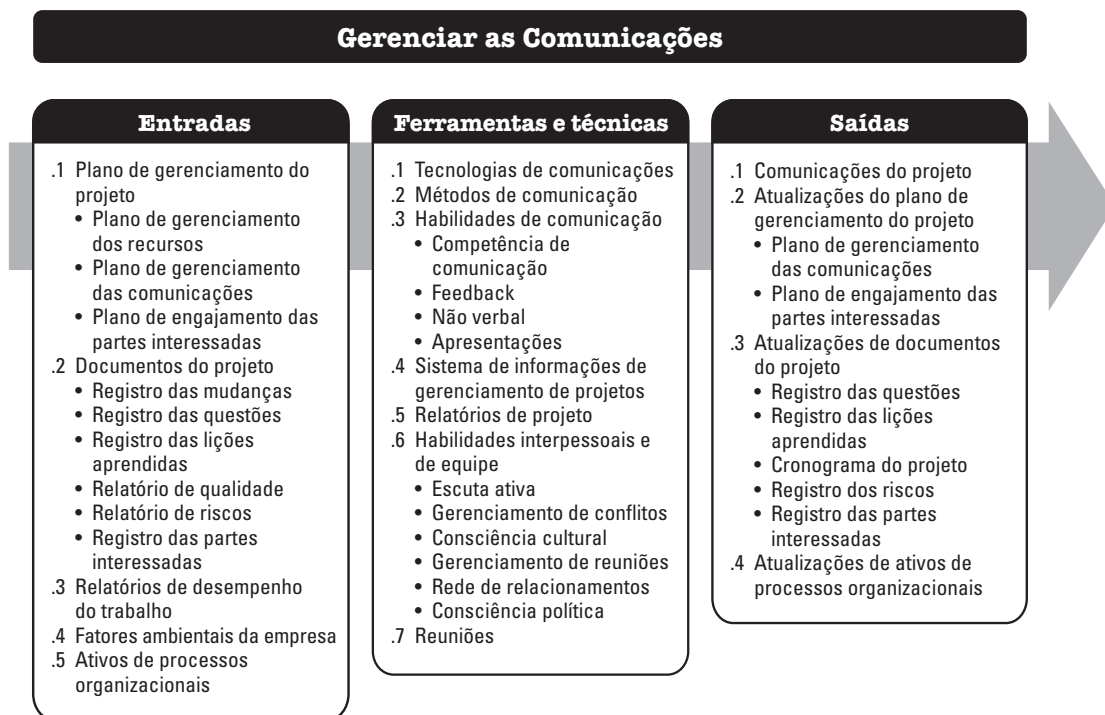 Gerenciar as Comunicações
Entradas
.1 Plano de gerenciamento do
projeto
• Plano de gerenciamento
dos recursos
• Plano de gerenciamento
das comunicações
• Plano de engajamento das
partes interessadas
.2 Documentos do projeto
• Registro das mudanças
• Registro das questões
• Registro das lições
aprendidas
• Relatório de qualidade
• Relatório de riscos
• Registro das partes
interessadas
.3 Relatórios de desempenho
do trabalho
.4 Fatores ambientais da empresa
.5 Ativos de processos
organizacionais
Ferramentas e técnicas
.1 Tecnologias de comunicações
.2 Métodos de comunicação
.3 Habilidades de comunicação
• Competência de
comunicação
• Feedback
• Não verbal
• Apresentações
.4 Sistema de informações de
gerenciamento de projetos
.5 Relatórios de projeto
.6 Habilidades interpessoais e
de equipe
• Escuta ativa
• Gerenciamento de conflitos
• Consciência cultural
• Gerenciamento de reuniões
• Rede de relacionamentos
• Consciência política
.7 Reuniões
Saídas
.1 Comunicações do projeto
.2 Atualizações do plano de
gerenciamento do projeto
• Plano de gerenciamento
das comunicações
• Plano de engajamento das
partes interessadas
.3 Atualizações de documentos
do projeto
• Registro das questões
• Registro das lições
aprendidas
• Cronograma do projeto
• Registro dos riscos
• Registro das partes
interessadas
.4 Atualizações de ativos de
processos organizacionais